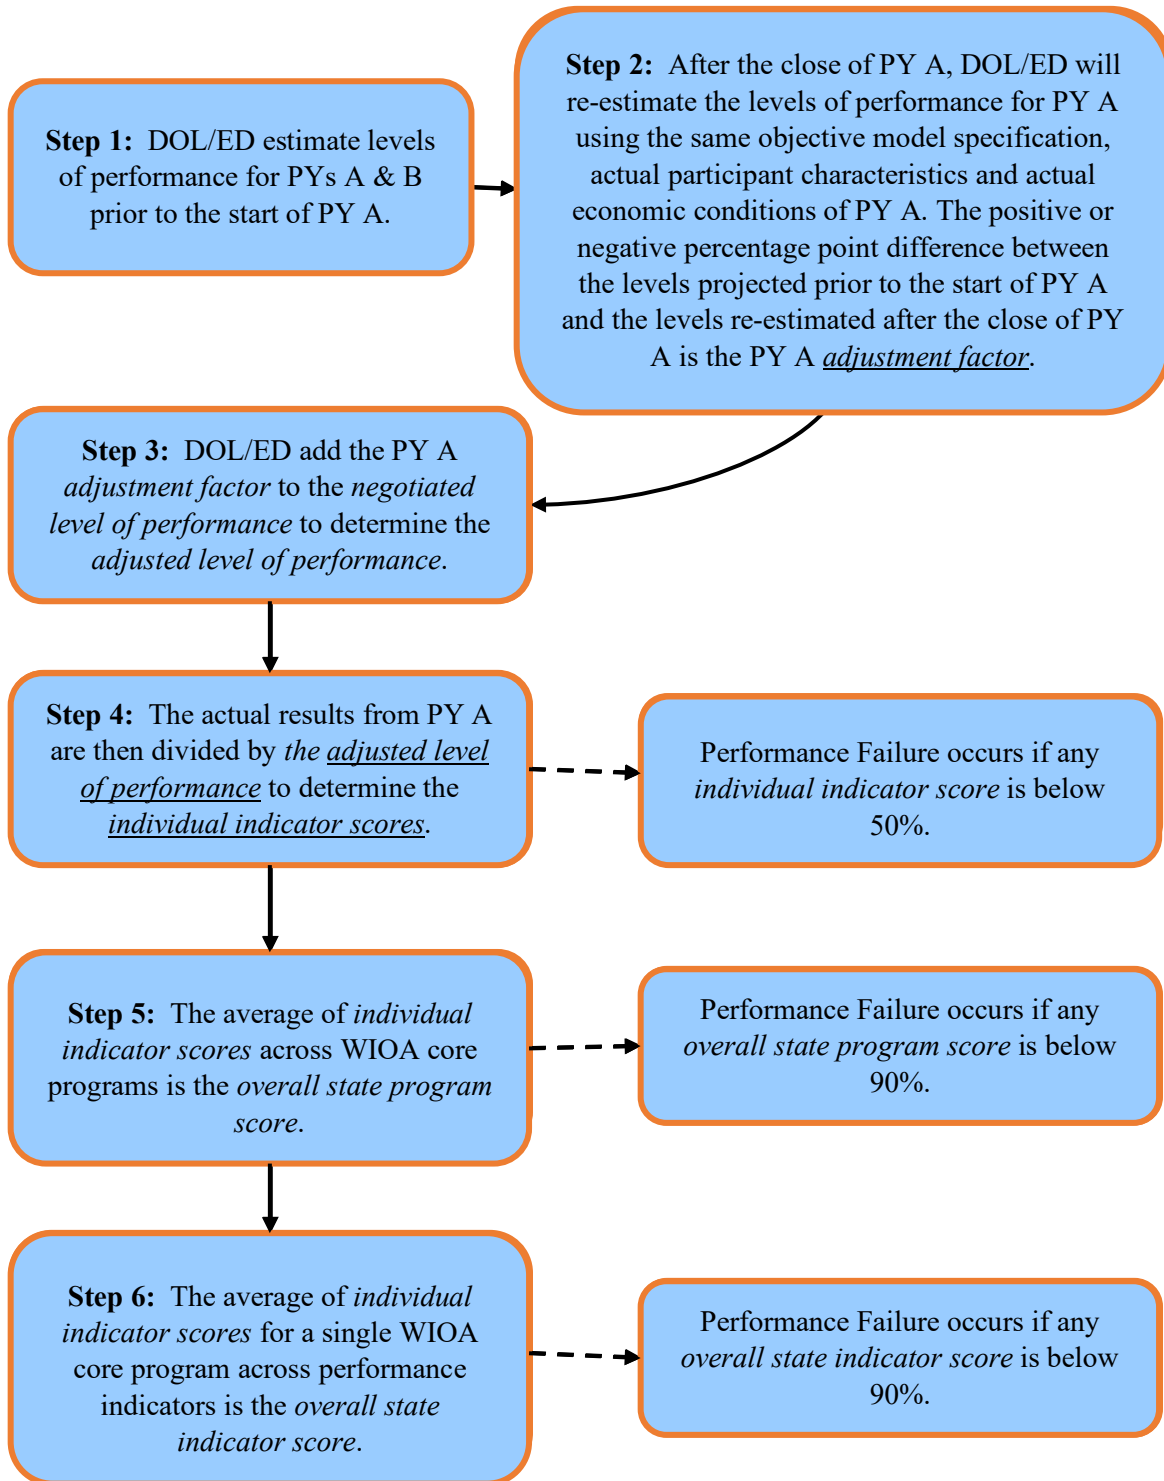 Step 1: DOL/ED estimate levels
of performance for PYs A & B
prior to the start of PY A.
Step 2: After the close of PY A, DOL/ED will
re-estimate the levels of performance for PY A
using the same objective model specification,
actual participant characteristics and actual
economic conditions of PY A. The positive or
negative percentage point difference between
the levels projected prior to the start of PY A
and the levels re-estimated after the close of PY
A is the PY A adjustment factor.
Step 3: DOL/ED add the PY A
adjustment factor to the negotiated
level of performance to determine the
adjusted level of performance.
Step 4: The actual results from PY A
are then divided by the adjusted level
of performance to determine the
individual indicator scores.
Performance Failure occurs if any
individual indicator score is below
50%.
Step 5: The average of individual
indicator scores across WIOA core
programs is the overall state program
score.
Performance Failure occurs if any
overall state program score is below
90%.
Step 6: The average of individual
indicator scores for a single WIOA
core program across performance
indicators is the overall state
indicator score.
Performance Failure occurs if any
overall state indicator score is below
90%.